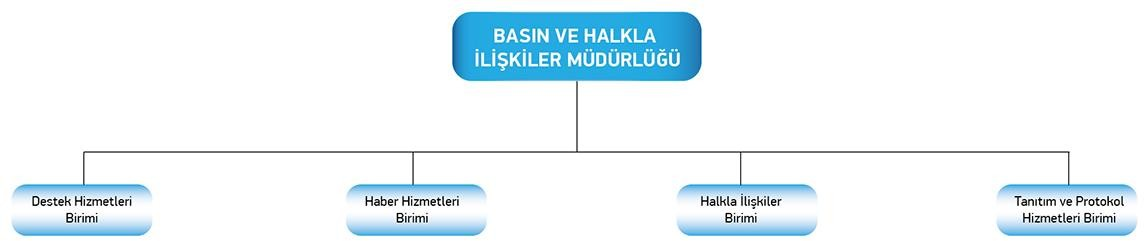 BASIN VE HALKLA
İLİŞKİLER MÜDÜRLÜĞÜ
Destek Hizmetleri
Birimi
Haber Hizmetleri
Birimi
Halkla İlişkiler
Birimi
Tanıtım ve Protokol
Hizmetleri Birimi